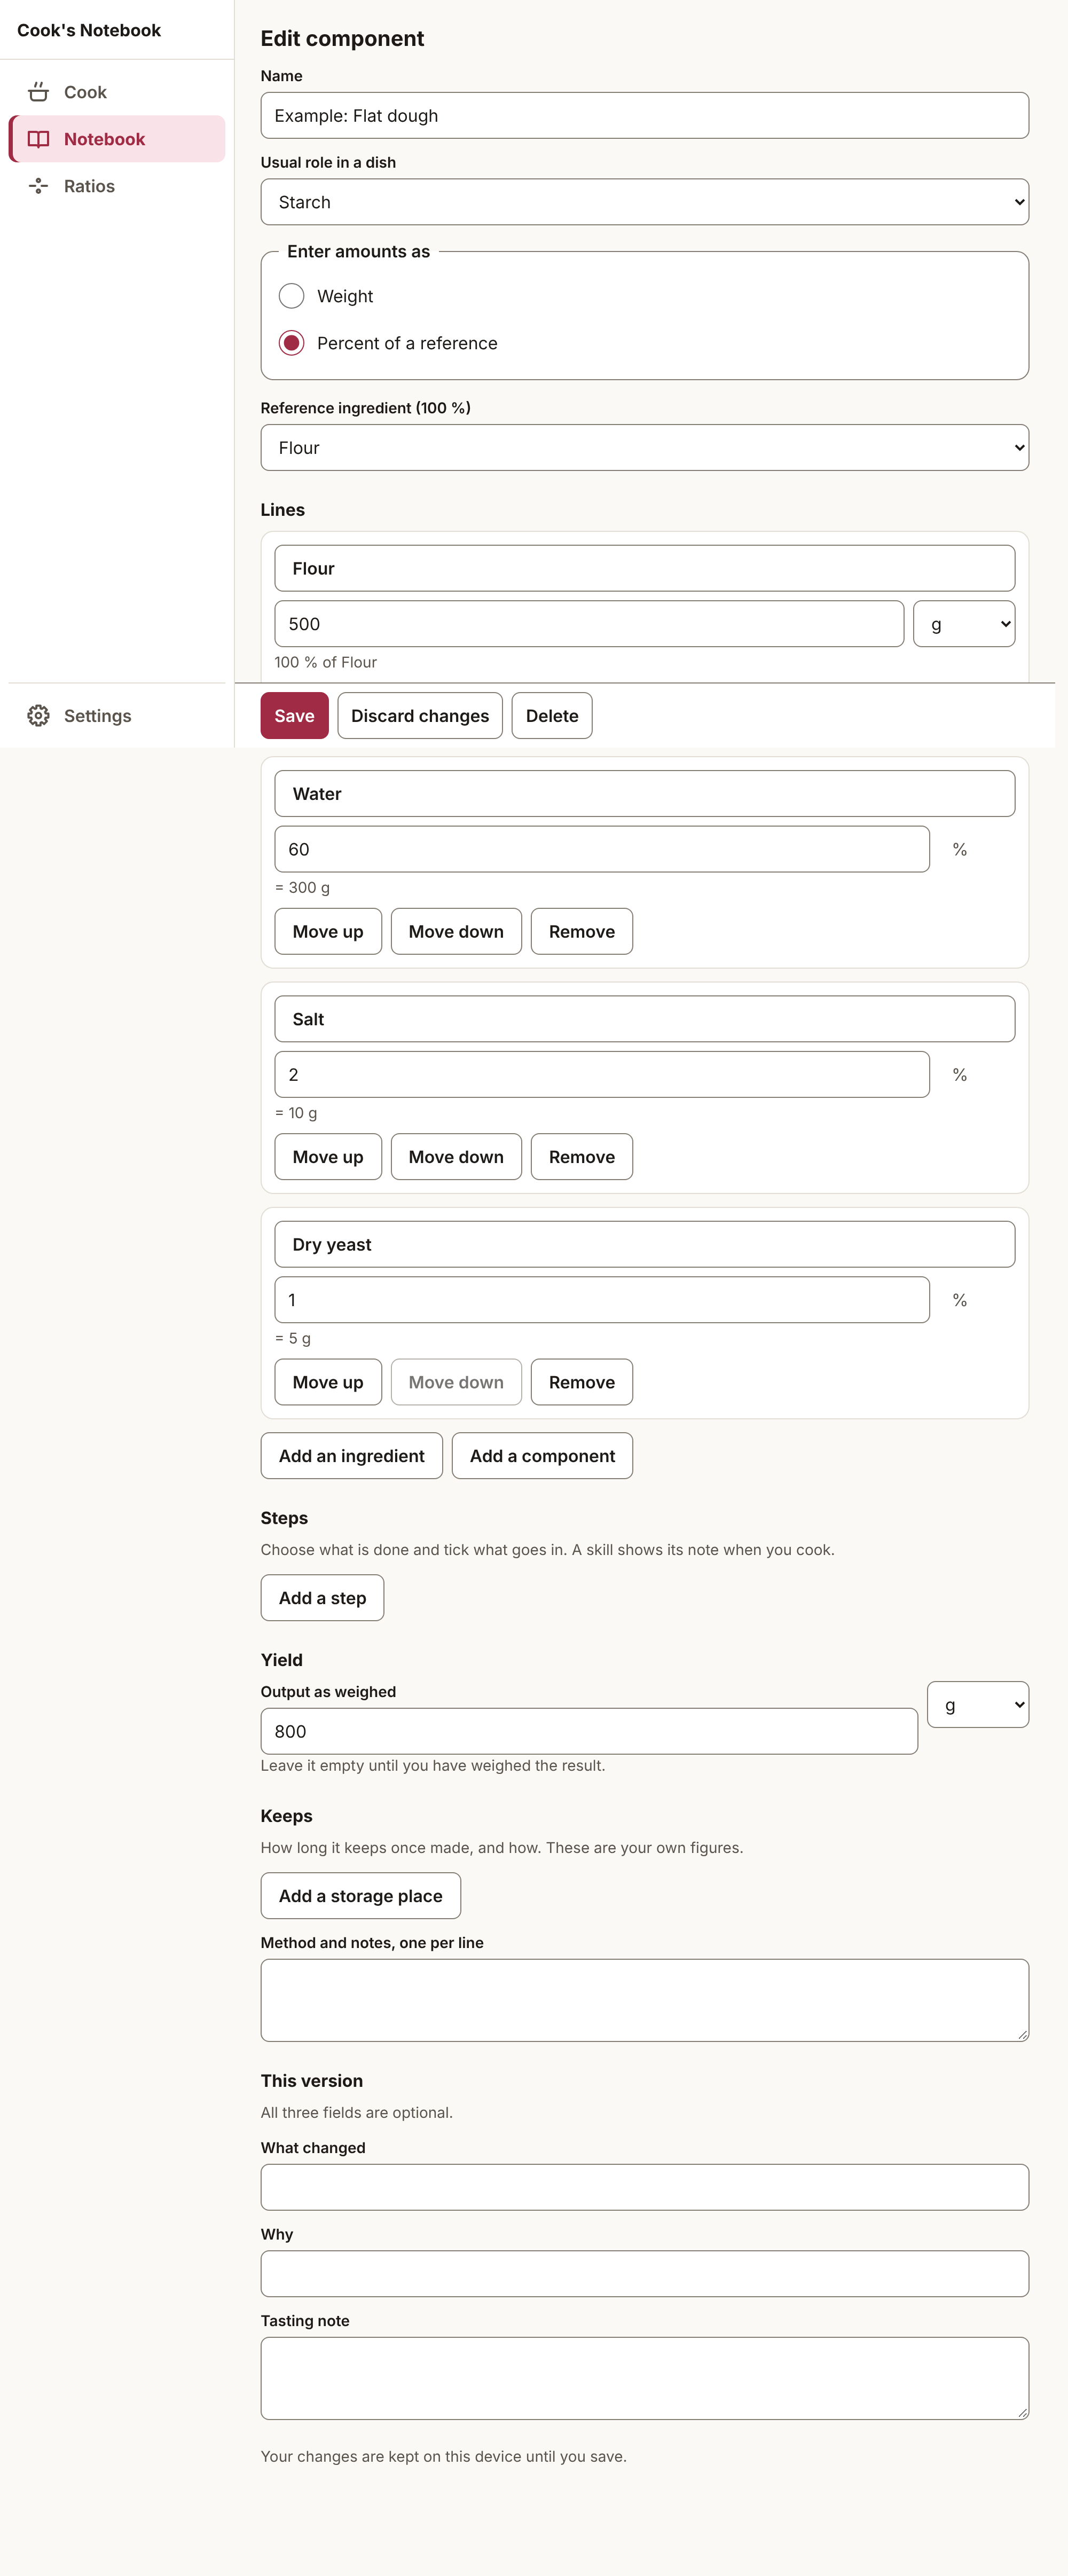 Cook's Notebook
Cook
Notebook
Ratios
Settings
Edit component
Name
Example: Flat dough
Usual role in a dish
Starch
Enter amounts as
Weight
Percent of a reference
Reference ingredient (100 %)
Flour
Lines
Flour
500
g
100 % of Flour
Save
Discard changes
Delete
Water
60
%
= 300 g
Move up
Move down
Remove
Salt
2
%
= 10 g
Move up
Move down
Remove
Dry yeast
1
%
= 5 g
Move up
Move down
Remove
Add an ingredient
Add a component
Steps
Choose what is done and tick what goes in. A skill shows its note when you cook.
Add a step
Yield
Output as weighed
800
g
Leave it empty until you have weighed the result.
Keeps
How long it keeps once made, and how. These are your own figures.
Add a storage place
Method and notes, one per line
This version
All three fields are optional.
What changed
Why
Tasting note
Your changes are kept on this device until you save.